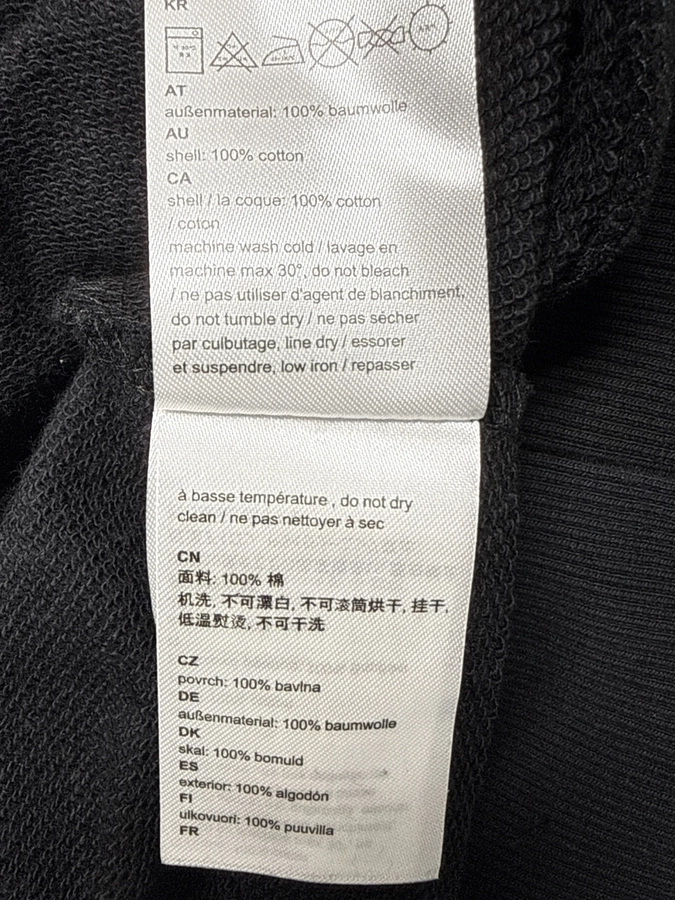 KR
AT
außenmaterial: 100% baumwolle
AU
shell: 100% cotton
CA
shell / la coque: 100% cotton
/ coton
machine wash cold / lavage en
machine max 30°, do not bleach
/ ne pas utiliser d'agent de blanchiment,
do not tumble dry / ne pas sécher
par culbutage, line dry / essorer
et suspendre, low iron / repasser
à basse température , do not dry
clean / ne pas nettoyer à sec
CN
面料: 100% 棉
机洗, 不可漂白, 不可滚筒烘干, 挂干,
低温熨烫, 不可干洗
CZ
povrch: 100% bavlna
DE
außenmaterial: 100% baumwolle
DK
skal: 100% bomuld
ES
exterior: 100% algodón
FI
ulkovuori: 100% puuvilla
FR